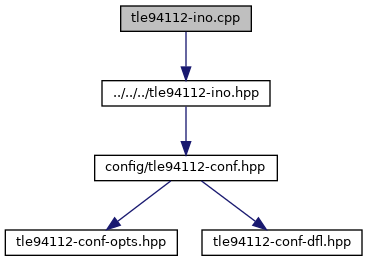 tle94112-ino.cpp
../../../tle94112-ino.hpp
config/tle94112-conf.hpp
tle94112-conf-opts.hpp
tle94112-conf-dfl.hpp